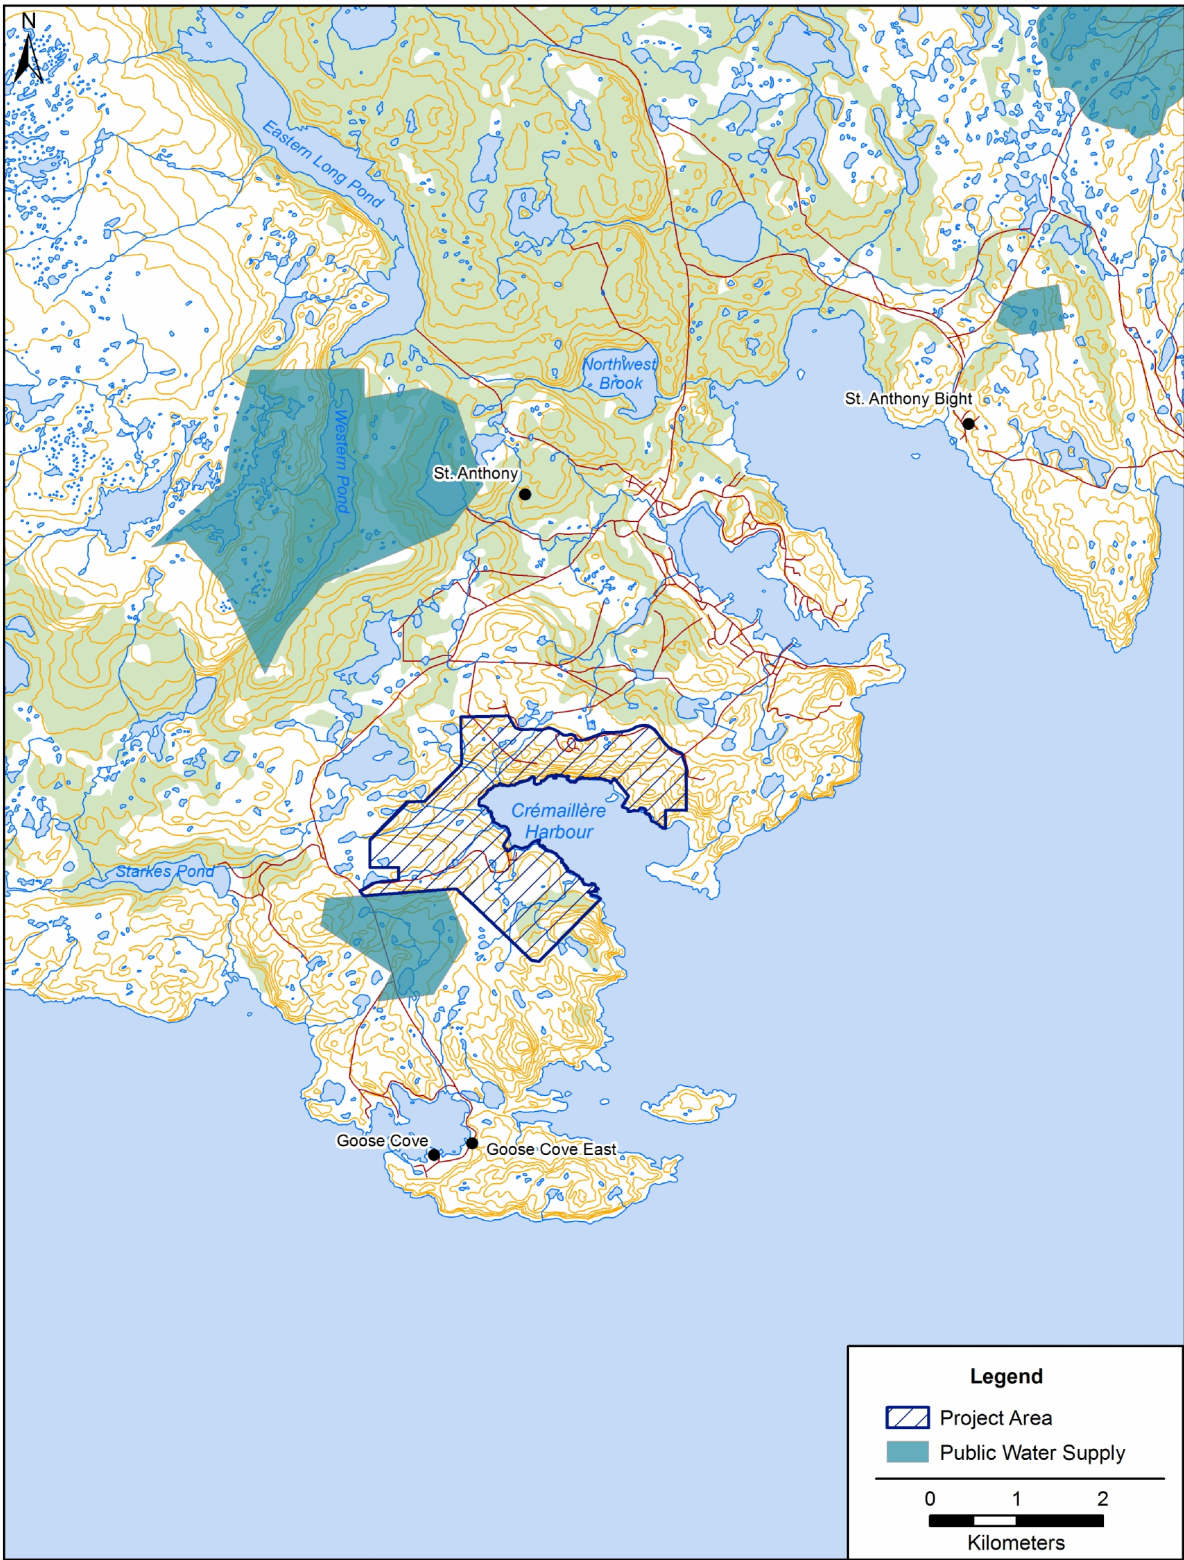 N
Eastern Long Pond
Northwest
Brook
St. Anthony Bight
Western Pond
St. Anthony
Crémaillère
Harbour
Starkes Pond
Goose Cove
Goose Cove East
Legend
Project Area
Public Water Supply
0 1 2
Kilometers